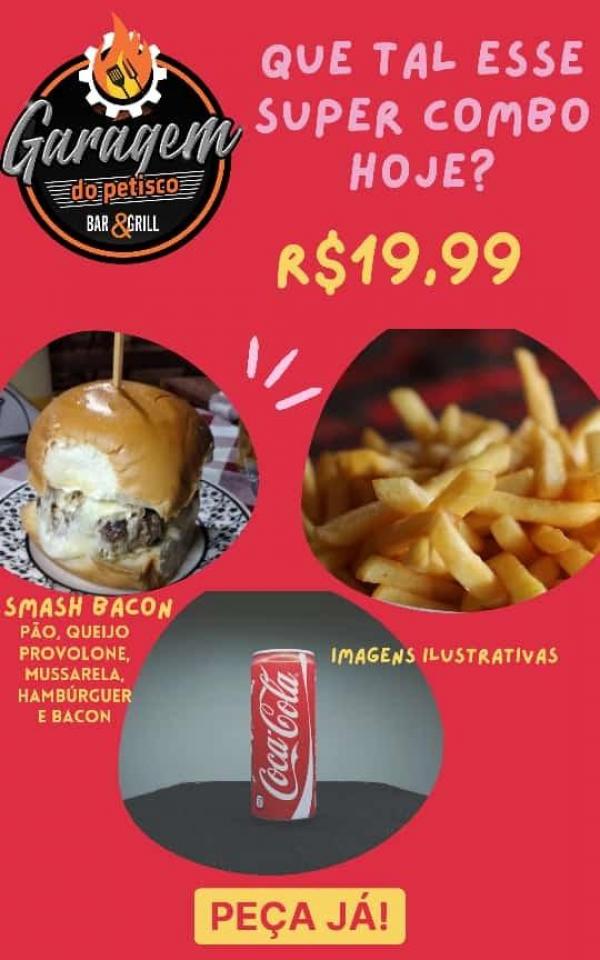 Garagem
do petisco
BAR & GRILL
QUE TAL ESSE
SUPER COMBO
HOJE?
R$19.99
SMASH BACON
PÃO, QUEIJO
PROVOLONE,
MUSSARELA,
HAMBÚRGUER
E BACON
IMAGENS ILUSTRATIVAS
Coca-Cola
PEÇA JÁ!